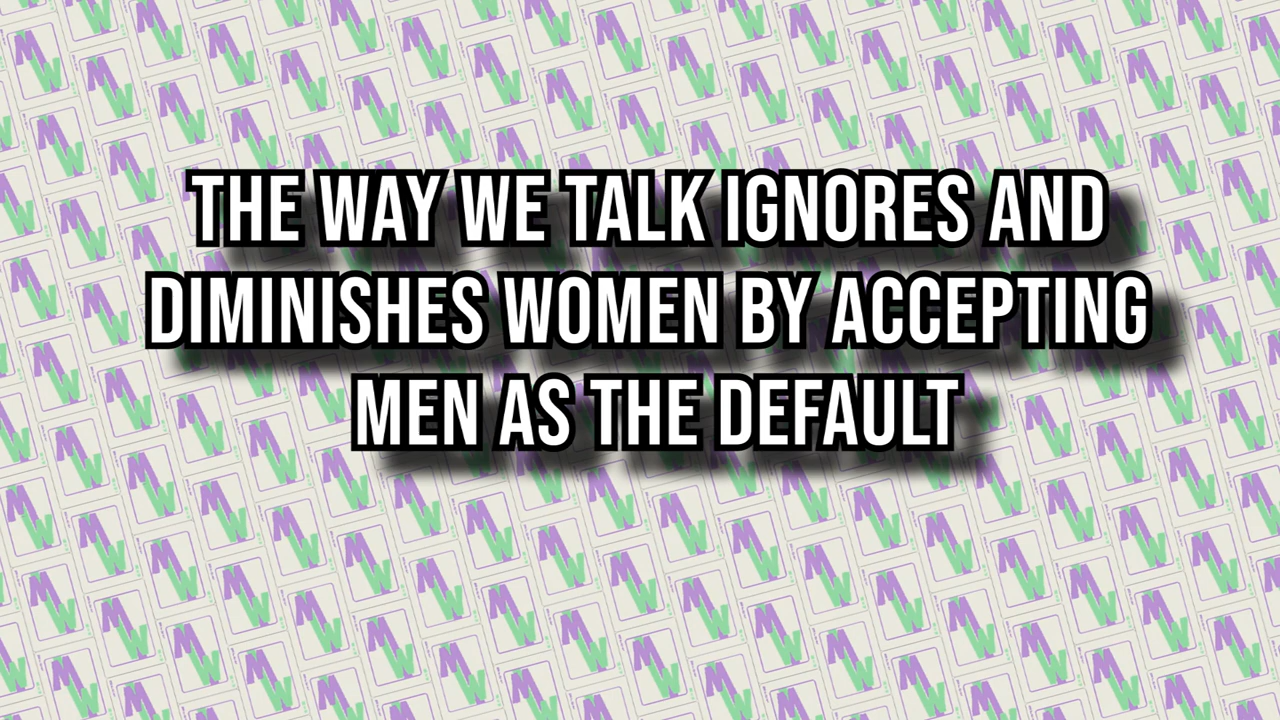 THE WAY WE TALK IGNORES AND
DIMINISHES WOMEN BY ACCEPTING
MEN AS THE DEFAULT